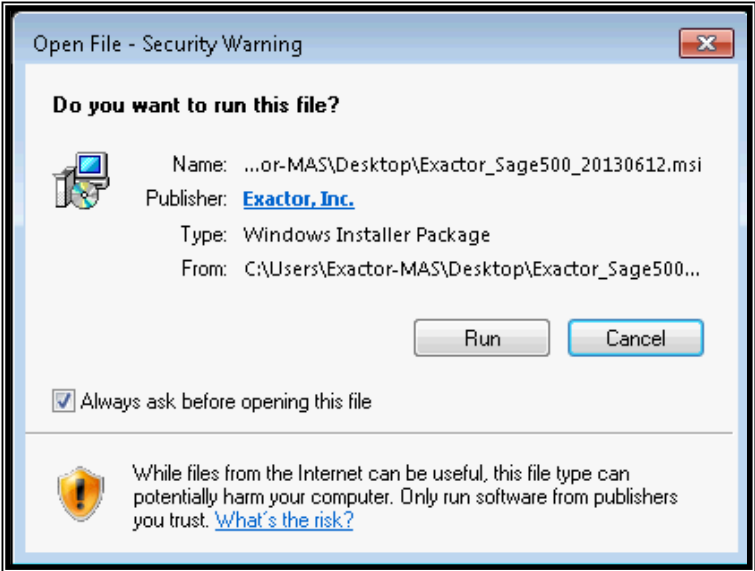 Open File - Security Warning
Do you want to run this file?
Name: ...or-MAS\Desktop\Exactor_Sage500_20130612.msi
Publisher: Exactor, Inc.
Type: Windows Installer Package
From: C:\Users\Exactor-MAS\Desktop\Exactor_Sage500...
Run Cancel
Always ask before opening this file
While files from the Internet can be useful, this file type can
potentially harm your computer. Only run software from publishers
you trust. What's the risk?